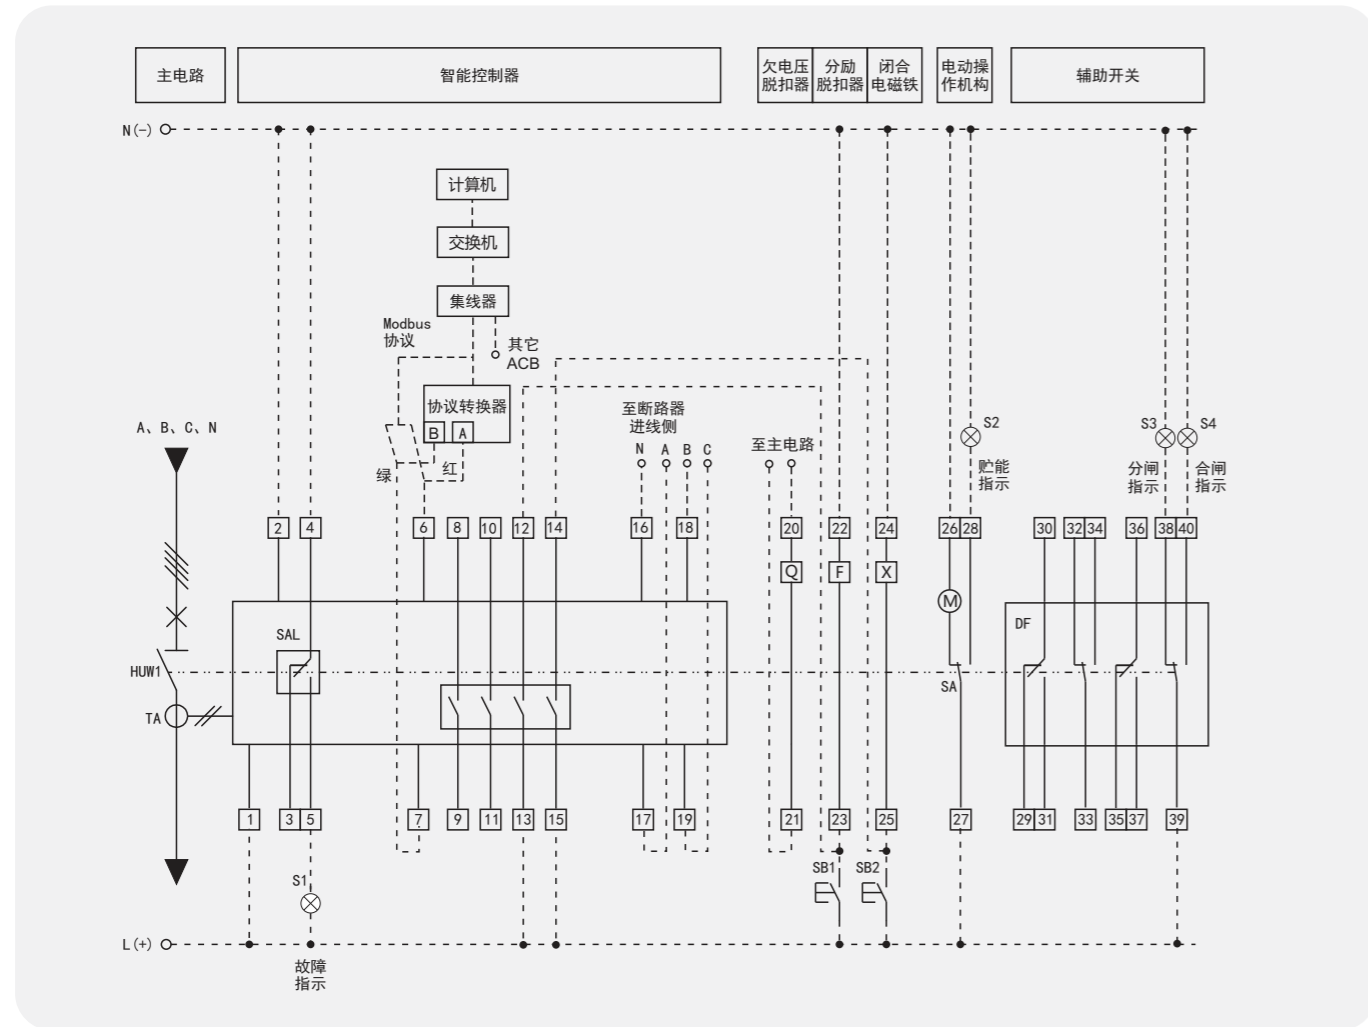 主电路
智能控制器
欠电压
脱扣器
分励
脱扣器
闭合
电磁铁
电动操
作机构
辅助开关
N(-)
计算机
交换机
集线器
Modbus
协议
其它
ACB
协议转换器
B A
绿
红
A、B、C、N
至断路器
进线侧
N A B C
至主电路
S2
贮能
指示
S3
S4
分闸
指示
合闸
指示
2 4 6 8 10 12 14 16 18 20 22 24 26 28 30 32 34 36 38 40
Q F X
M
SAL
DF
HUW1
SA
TA
1 3 5 7 9 11 13 15 17 19 21 23 25 27 29 31 33 35 37 39
SB1 SB2
S1
L(+)
故障
指示